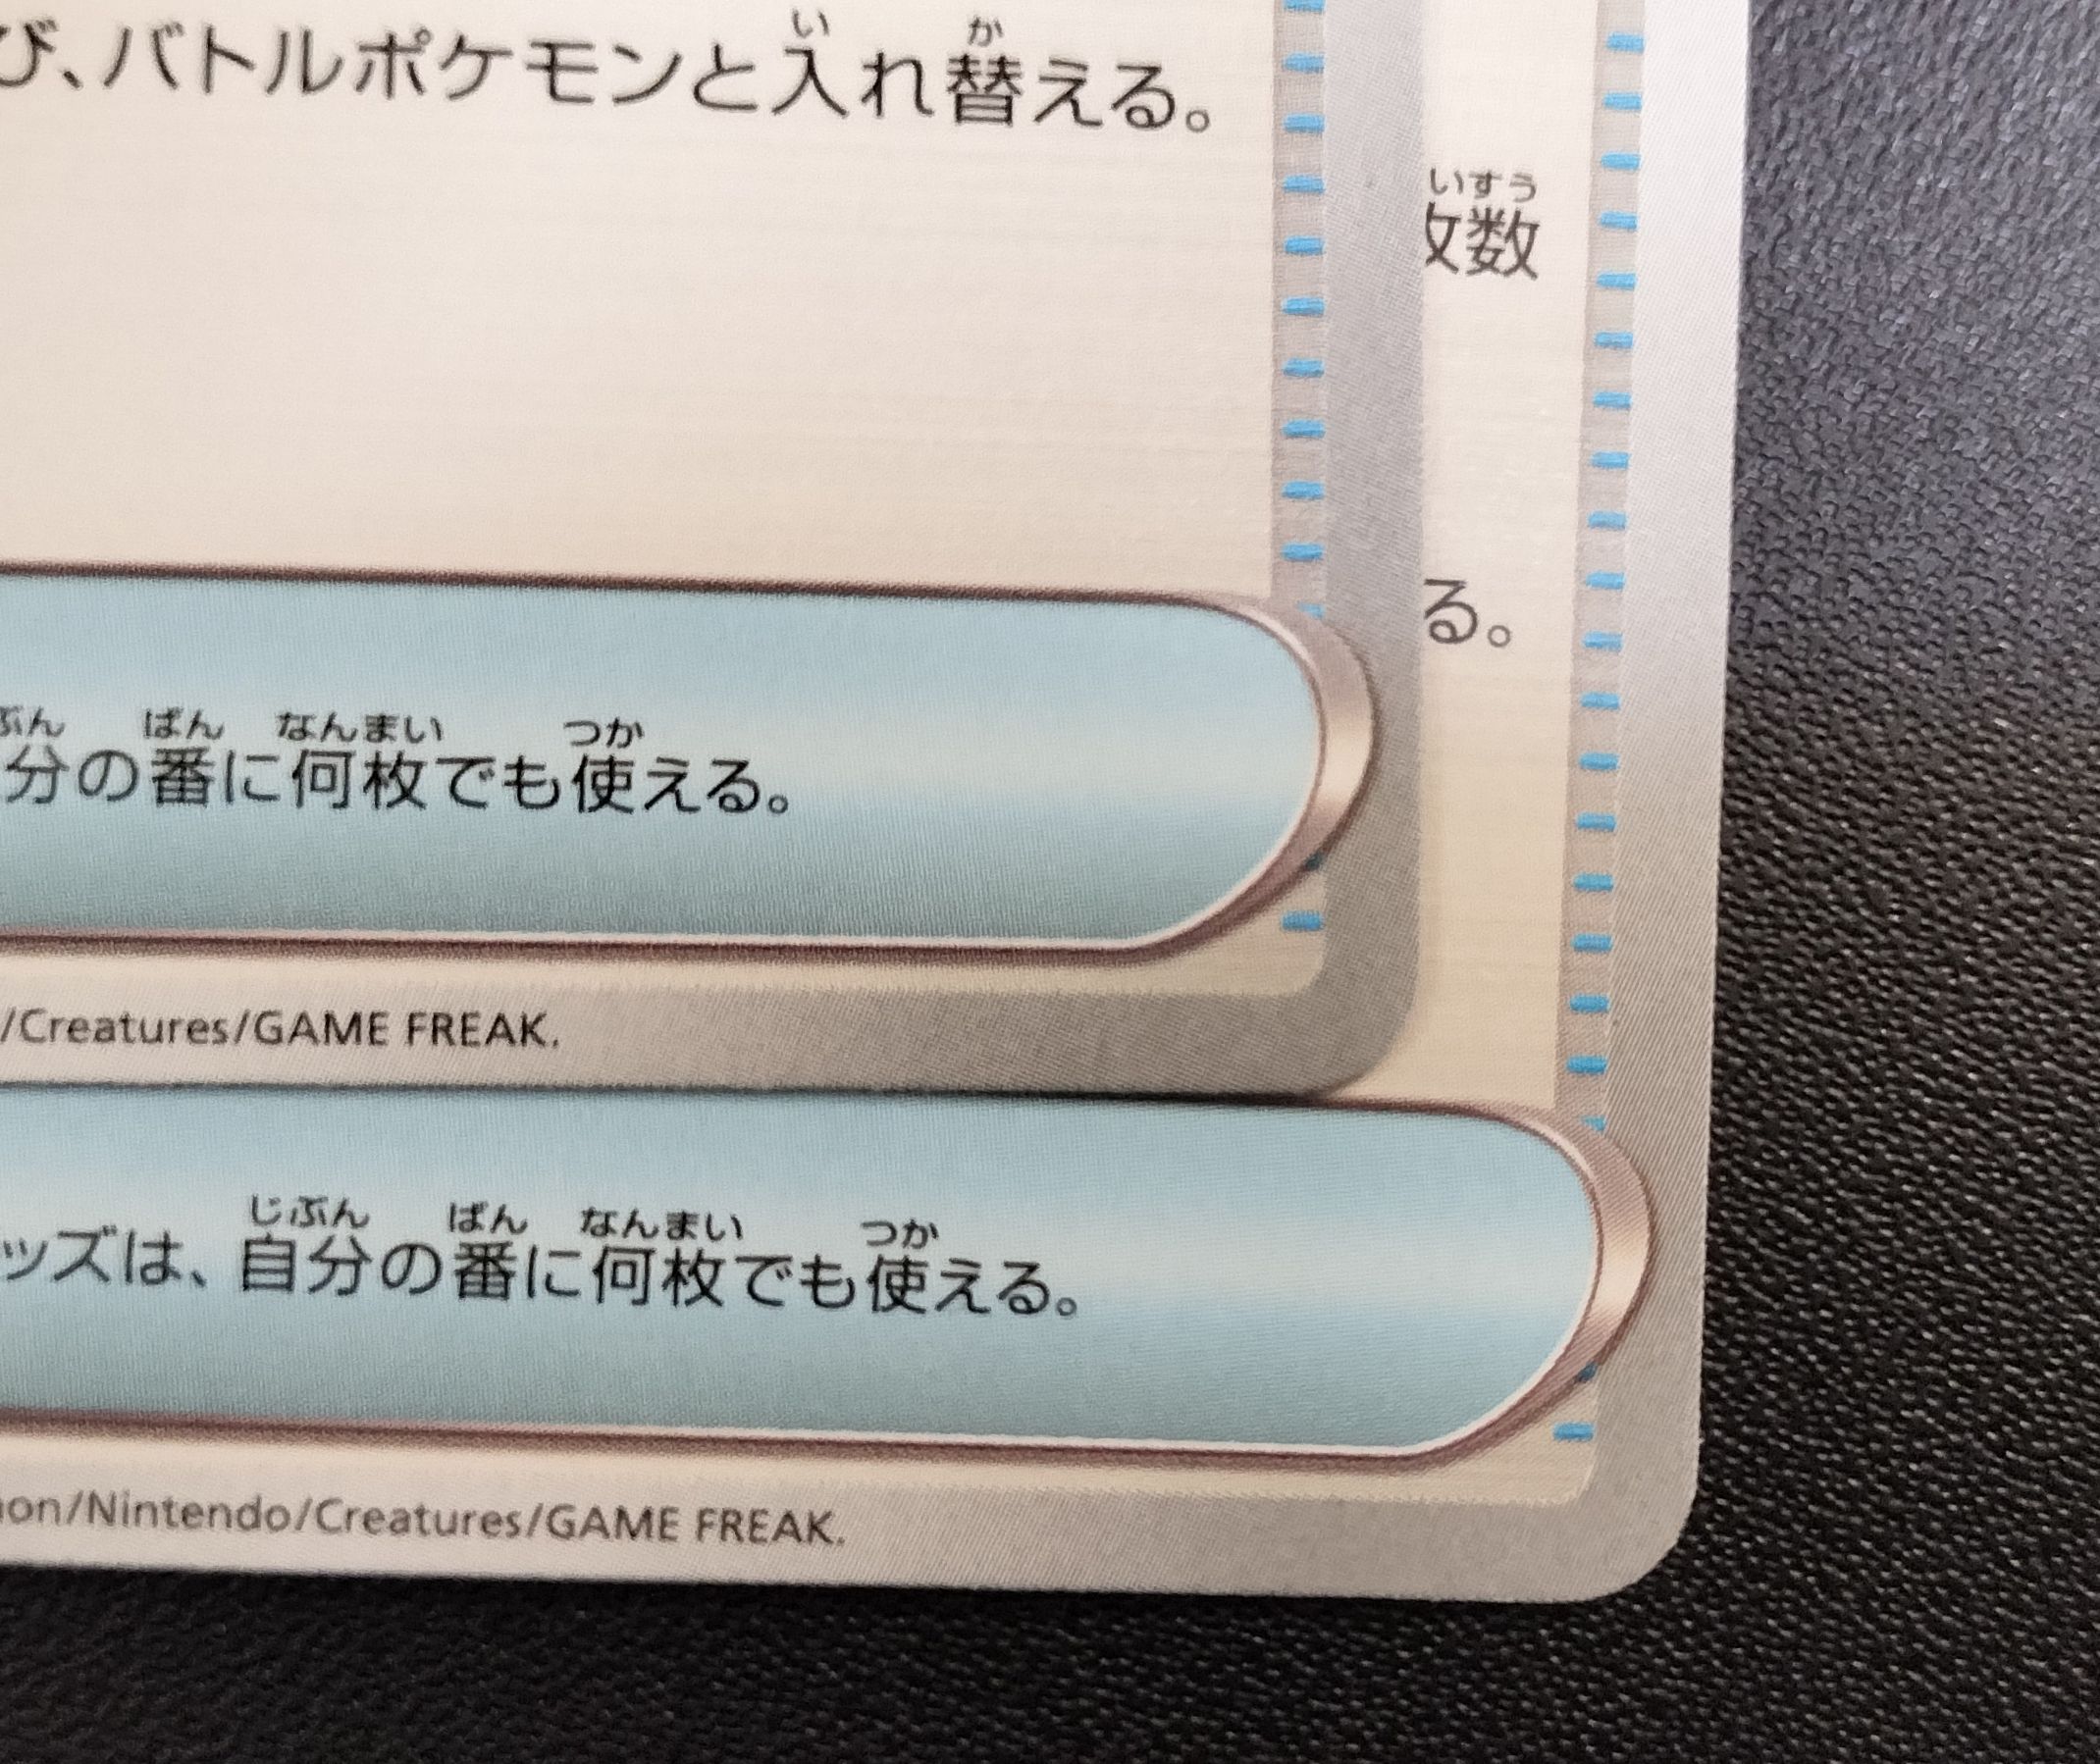 び、バトルポケモンと入れ替える。
枚数
る。
分の番に何枚でも使える。
/Creatures/GAME FREAK.
ッズは、自分の番に何枚でも使える。
on/Nintendo/Creatures/GAME FREAK.